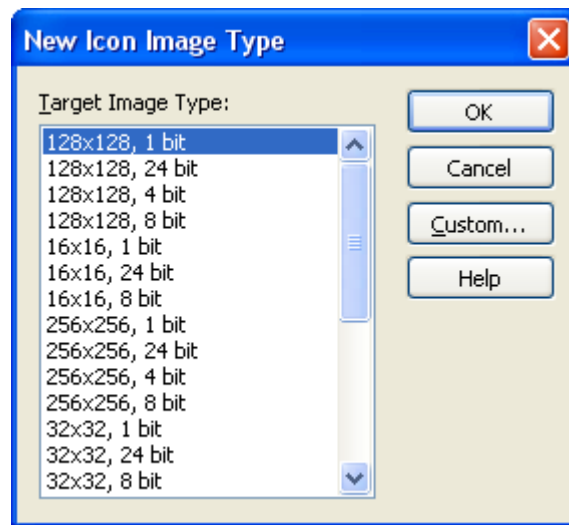 New Icon Image Type
Target Image Type:
128x128, 1 bit
128x128, 24 bit
128x128, 4 bit
128x128, 8 bit
16x16, 1 bit
16x16, 24 bit
16x16, 8 bit
256x256, 1 bit
256x256, 24 bit
256x256, 4 bit
256x256, 8 bit
32x32, 1 bit
32x32, 24 bit
32x32, 8 bit
OK
Cancel
Custom...
Help